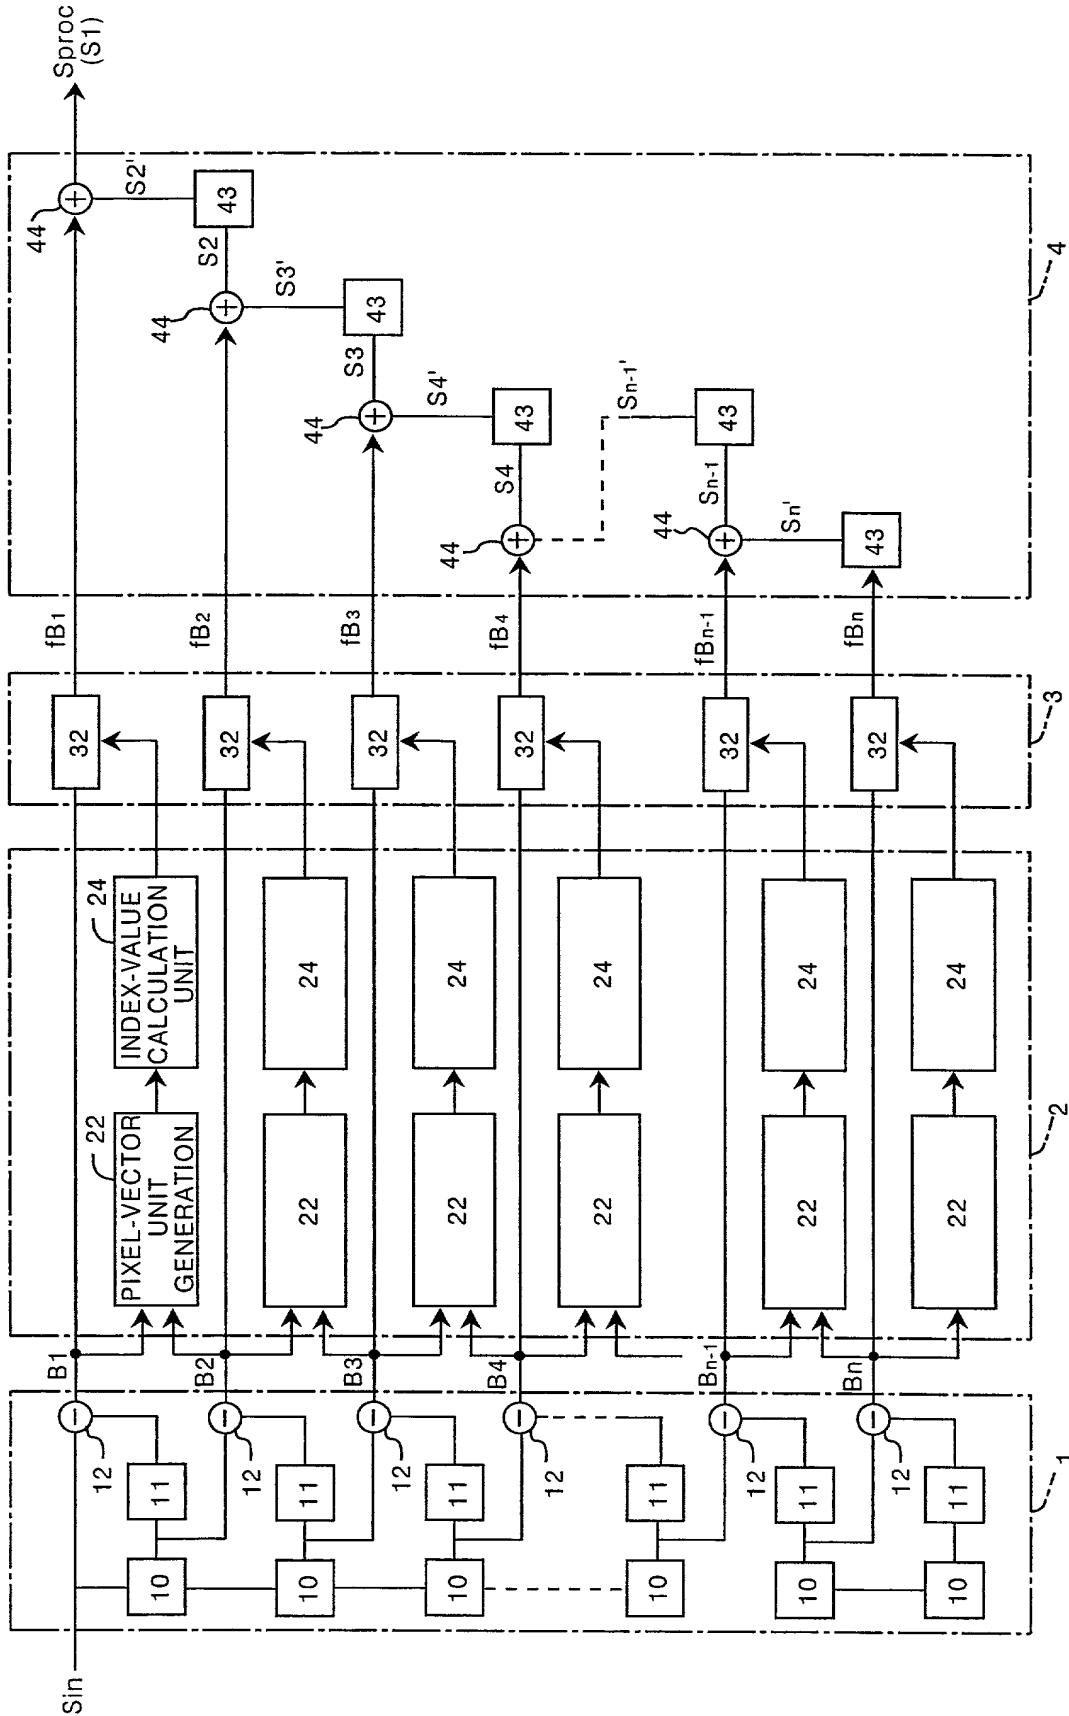 Sin
10
10
10
10
10
10
11
11
11
11
11
11
12
12
12
12
12
12
1
B1
B2
B3
B4
Bn-1
Bn
22
PIXEL-VECTOR
UNIT
GENERATION
22
22
22
22
22
24
INDEX-VALUE
CALCULATION
UNIT
24
24
24
24
24
2
32
32
32
32
32
32
3
fB1
fB2
fB3
fB4
fBn-1
fBn
44
44
44
44
44
43
43
43
43
43
S2'
S2
S3'
S3
S4'
S4
Sn-1'
Sn-1
Sn'
43
4
Sproc
(S1)